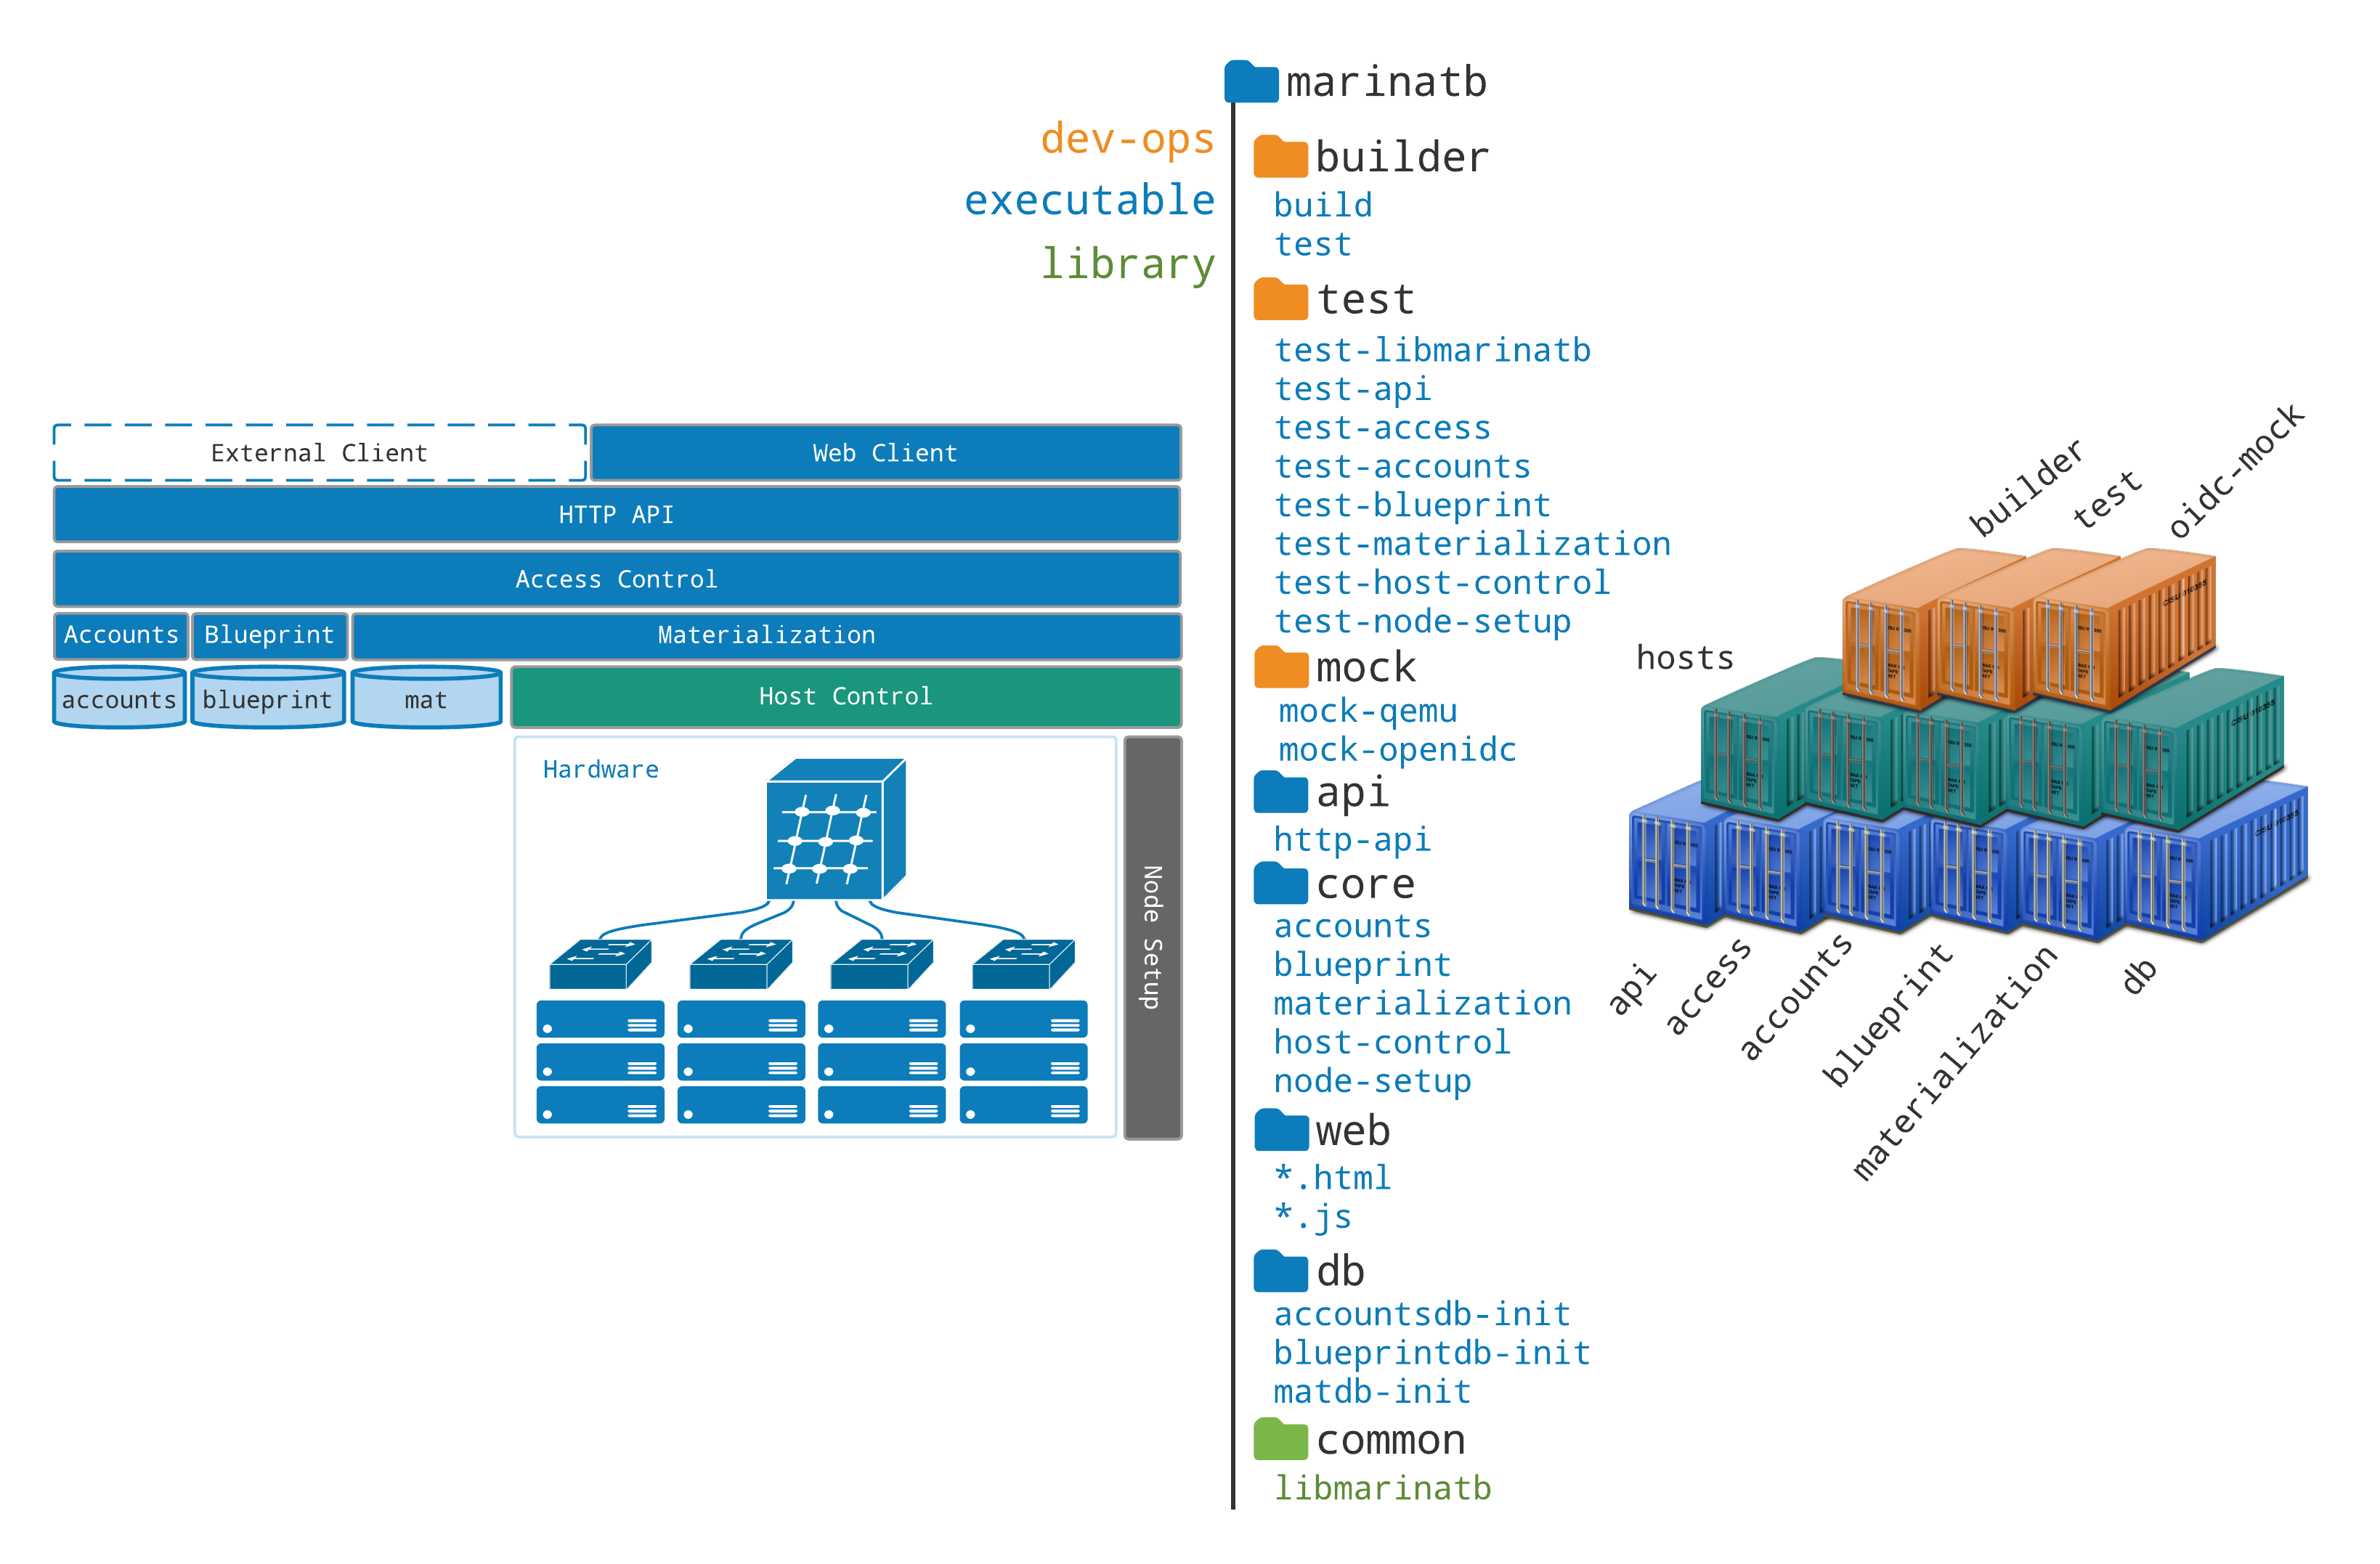 marinatb
dev-ops
executable
library
builder
build
test
test
test-libmarinatb
test-api
test-access
test-accounts
test-blueprint
test-materialization
test-host-control
test-node-setup
mock
mock-qemu
mock-openidc
api
http-api
core
accounts
blueprint
materialization
host-control
node-setup
web
*.html
*.js
db
accountsdb-init
blueprintdb-init
matdb-init
common
libmarinatb
External Client
Web Client
HTTP API
Access Control
Accounts
Blueprint
Materialization
accounts
blueprint
mat
Host Control
Hardware
Node Setup
builder
test
oidc-mock
hosts
api
access
accounts
blueprint
materialization
db